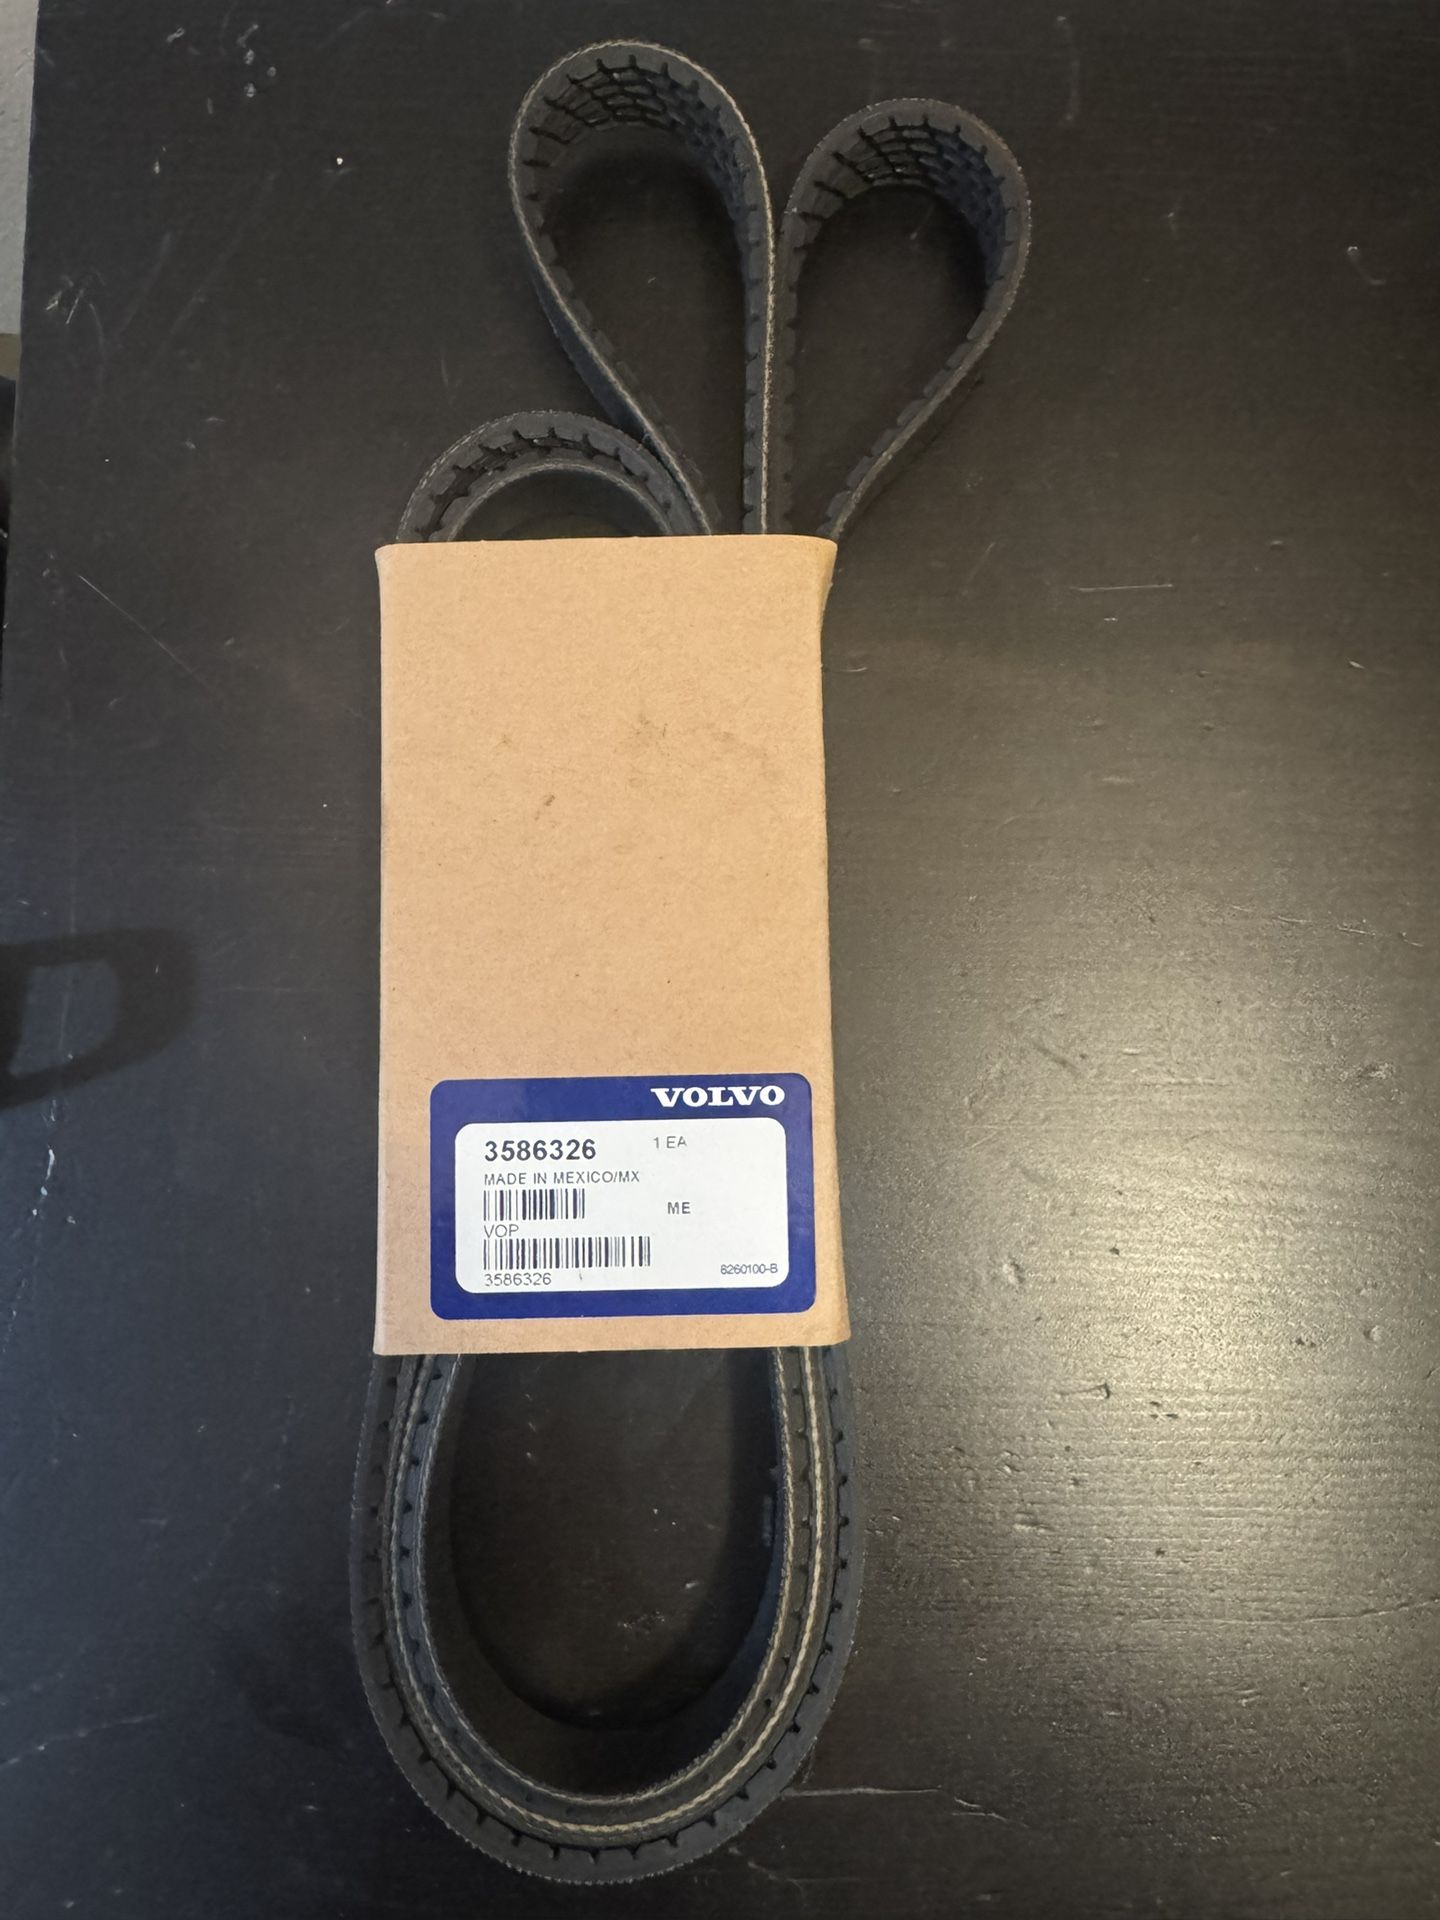 VOLVO
3586326 1 EA
MADE IN MEXICO/MX
ME
VOP
3586326 8260100-B